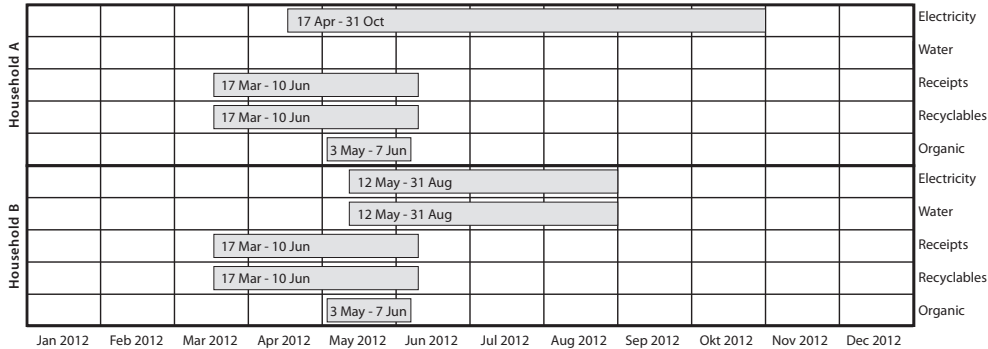 Household A
17 Apr - 31 Oct Electricity
Water
17 Mar - 10 Jun Receipts
17 Mar - 10 Jun Recyclables
3 May - 7 Jun Organic
Household B
12 May - 31 Aug Electricity
12 May - 31 Aug Water
17 Mar - 10 Jun Receipts
17 Mar - 10 Jun Recyclables
3 May - 7 Jun Organic
Jan 2012 Feb 2012 Mar 2012 Apr 2012 May 2012 Jun 2012 Jul 2012 Aug 2012 Sep 2012 Okt 2012 Nov 2012 Dec 2012